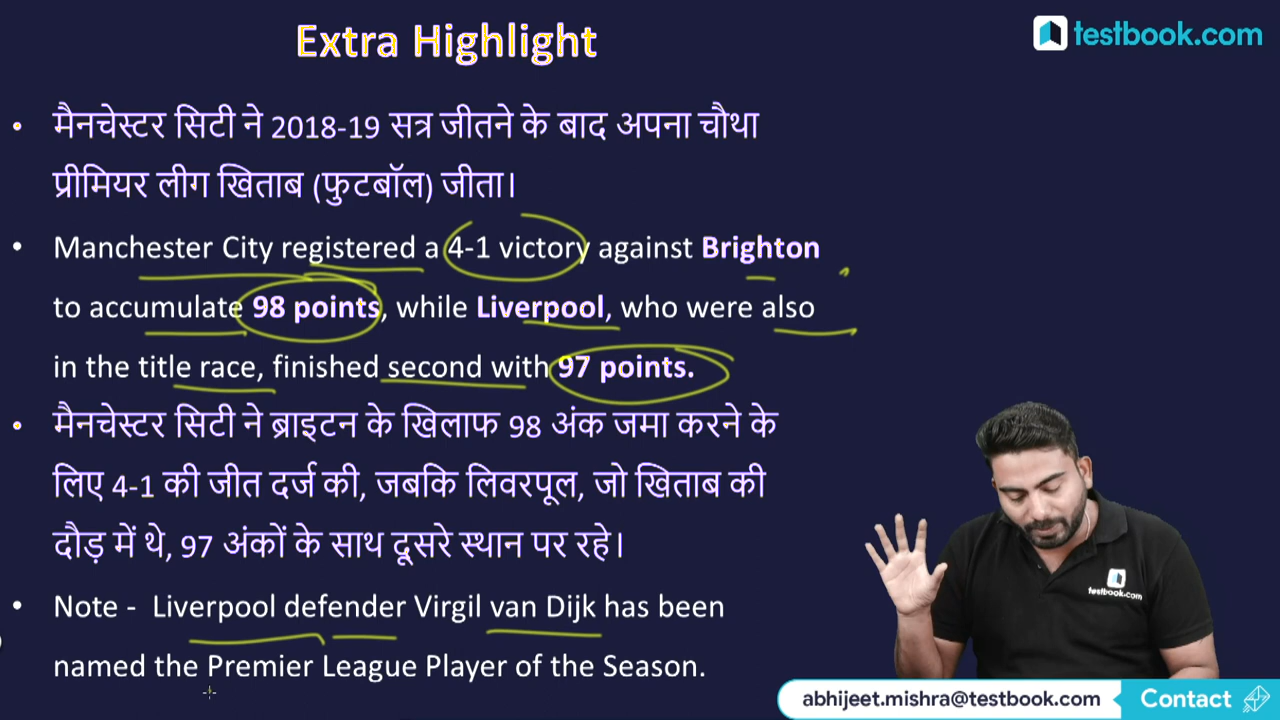 Extra Highlight
testbook.com
• मैनचेस्टर सिटी ने 2018-19 सत्र जीतने के बाद अपना चौथा
प्रीमियर लीग खिताब (फुटबॉल) जीता।
• Manchester City registered a 4-1 victory against Brighton
to accumulate 98 points, while Liverpool, who were also
in the title race, finished second with 97 points.
• मैनचेस्टर सिटी ने ब्राइटन के खिलाफ 98 अंक जमा करने के
लिए 4-1 की जीत दर्ज की, जबकि लिवरपूल, जो खिताब की
दौड़ में थे, 97 अंकों के साथ दूसरे स्थान पर रहे।
• Note - Liverpool defender Virgil van Dijk has been
named the Premier League Player of the Season.
testbook.com
abhijeet.mishra@testbook.com
Contact